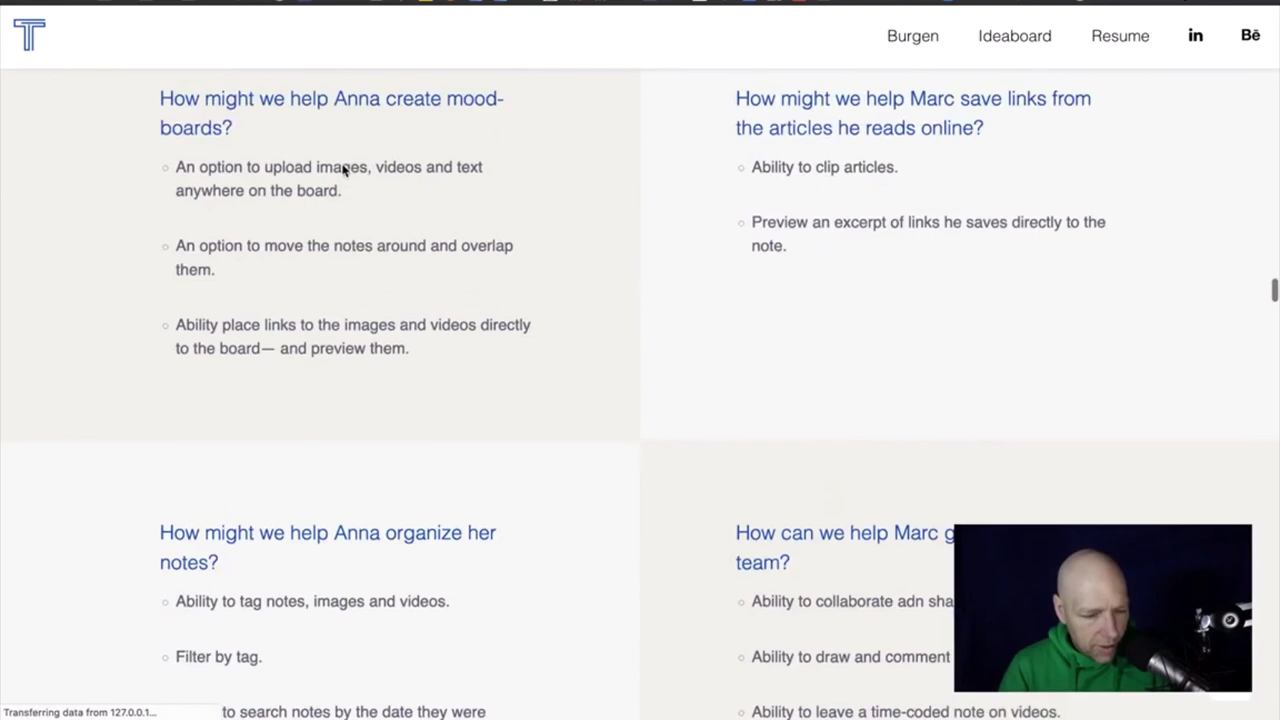 T
Burgen
Ideaboard
Resume
in
Bē
How might we help Anna create mood-
boards?
An option to upload images, videos and text
anywhere on the board.
An option to move the notes around and overlap
them.
Ability place links to the images and videos directly
to the board— and preview them.
How might we help Marc save links from
the articles he reads online?
Ability to clip articles.
Preview an excerpt of links he saves directly to the
note.
How might we help Anna organize her
notes?
Ability to tag notes, images and videos.
Filter by tag.
to search notes by the date they were
How can we help Marc g
team?
Ability to collaborate adn sha
Ability to draw and comment
Ability to leave a time-coded note on videos.
Transferring data from 127.0.0.1...